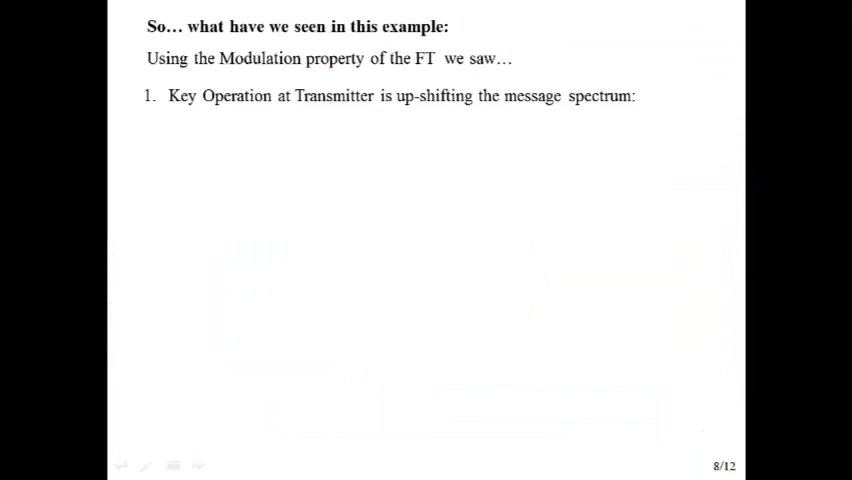 So… what have we seen in this example:
Using the Modulation property of the FT we saw…
1. Key Operation at Transmitter is up-shifting the message spectrum:
8/12